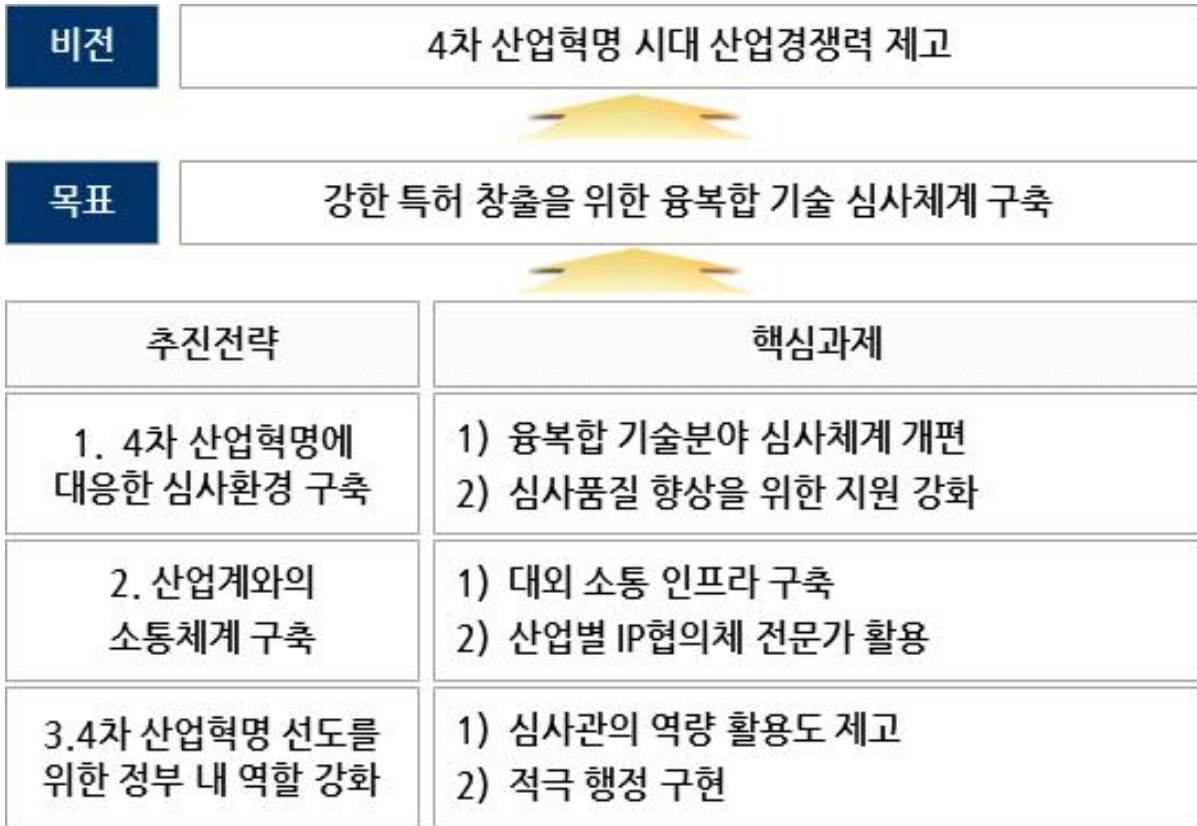 비전
4차 산업혁명 시대 산업경쟁력 제고
목표
강한 특허 창출을 위한 융복합 기술 심사체계 구축
추진전략
핵심과제
1. 4차 산업혁명에
대응한 심사환경 구축
1) 융복합 기술분야 심사체계 개편
2) 심사품질 향상을 위한 지원 강화
2. 산업계와의
소통체계 구축
1) 대외 소통 인프라 구축
2) 산업별 IP협의체 전문가 활용
3.4차 산업혁명 선도를
위한 정부 내 역할 강화
1) 심사관의 역량 활용도 제고
2) 적극 행정 구현